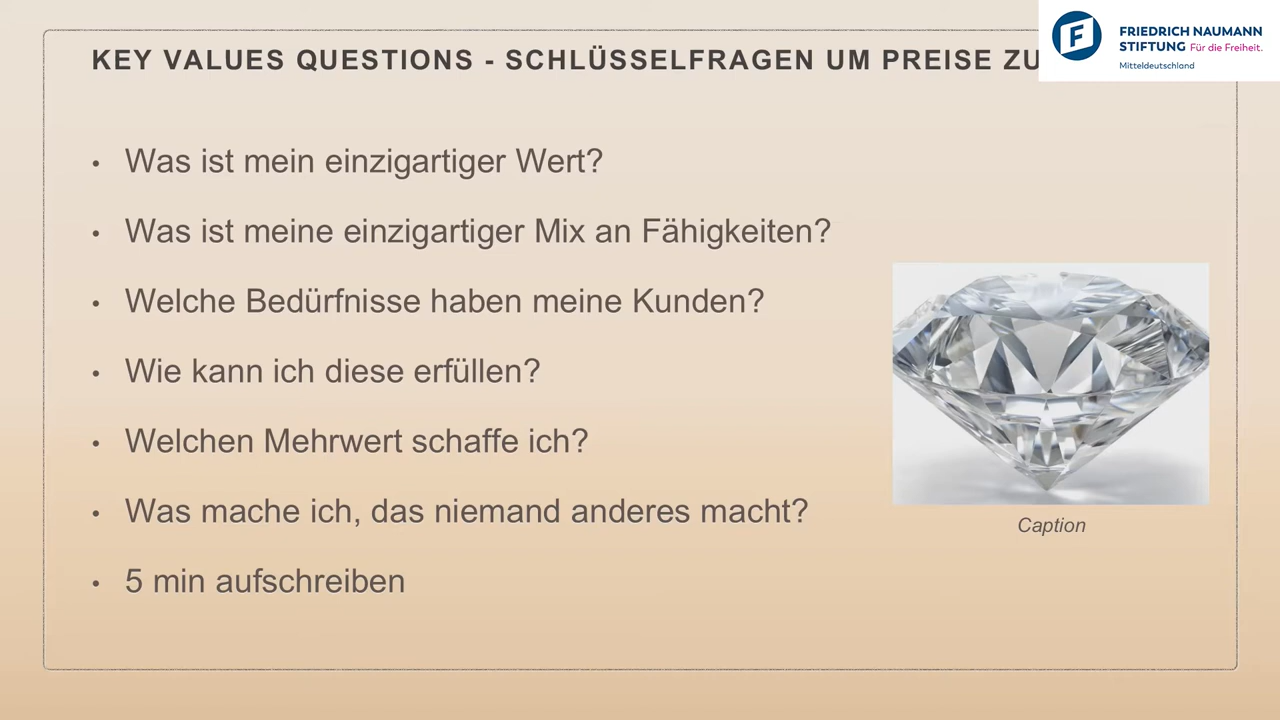 KEY VALUES QUESTIONS - SCHLÜSSELFRAGEN UM PREISE ZU
FRIEDRICH NAUMANN
STIFTUNG Für die Freiheit.
Mitteldeutschland
• Was ist mein einzigartiger Wert?
• Was ist meine einzigartiger Mix an Fähigkeiten?
• Welche Bedürfnisse haben meine Kunden?
• Wie kann ich diese erfüllen?
• Welchen Mehrwert schaffe ich?
• Was mache ich, das niemand anderes macht?
• 5 min aufschreiben
Caption